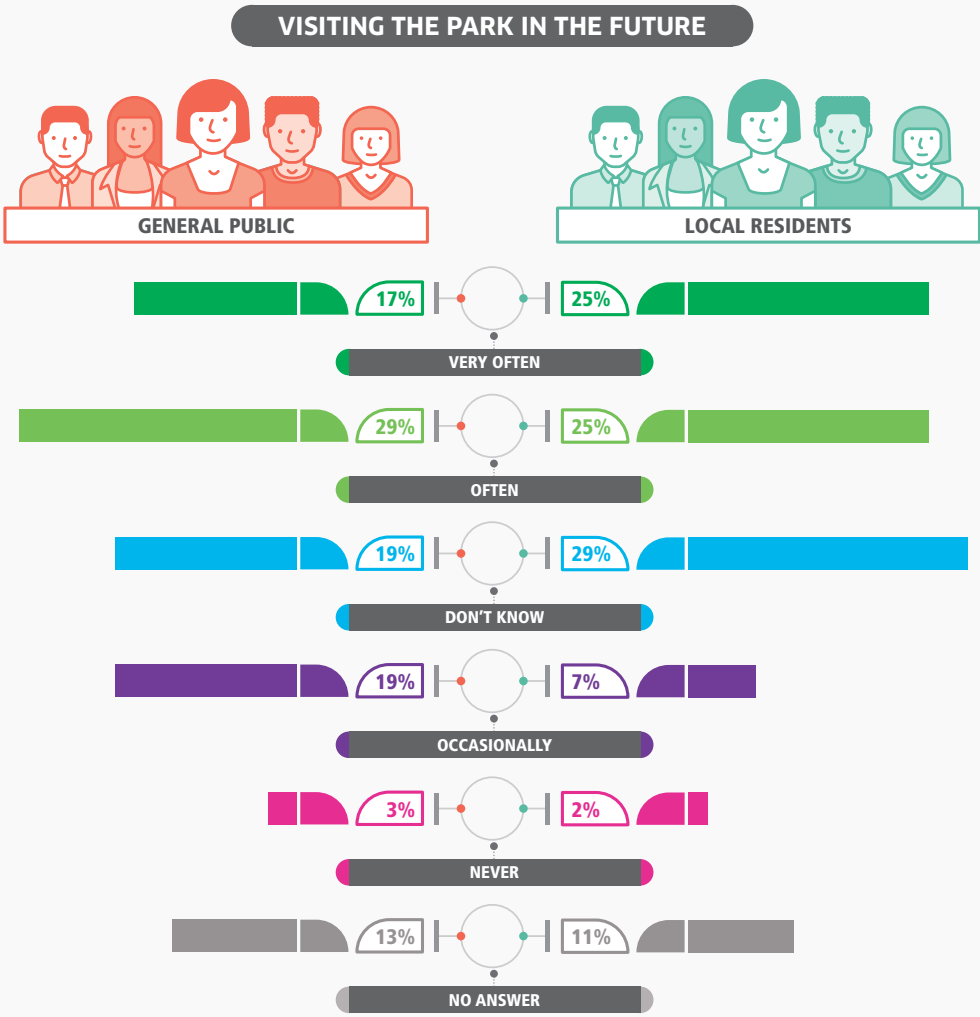 VISITING THE PARK IN THE FUTURE
GENERAL PUBLIC
LOCAL RESIDENTS
17%
25%
VERY OFTEN
29%
25%
OFTEN
19%
29%
DON'T KNOW
19%
7%
OCCASIONALLY
3%
2%
NEVER
13%
11%
NO ANSWER